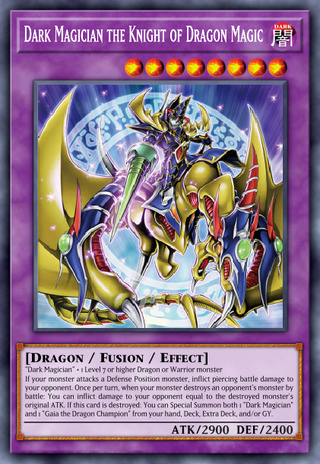 Dark Magician the Knight of Dragon Magic
DARK
闇
[Dragon / Fusion / Effect]
"Dark Magician" + 1 Level 7 or higher Dragon or Warrior monster
If your monster attacks a Defense Position monster, inflict piercing battle damage to
your opponent. Once per turn, when your monster destroys an opponent's monster by
battle: You can inflict damage to your opponent equal to the destroyed monster's
original ATK. If this card is destroyed: You can Special Summon both 1 "Dark Magician"
and 1 "Gaia the Dragon Champion" from your hand, Deck, Extra Deck, and/or GY.
ATK/2900 DEF/2400